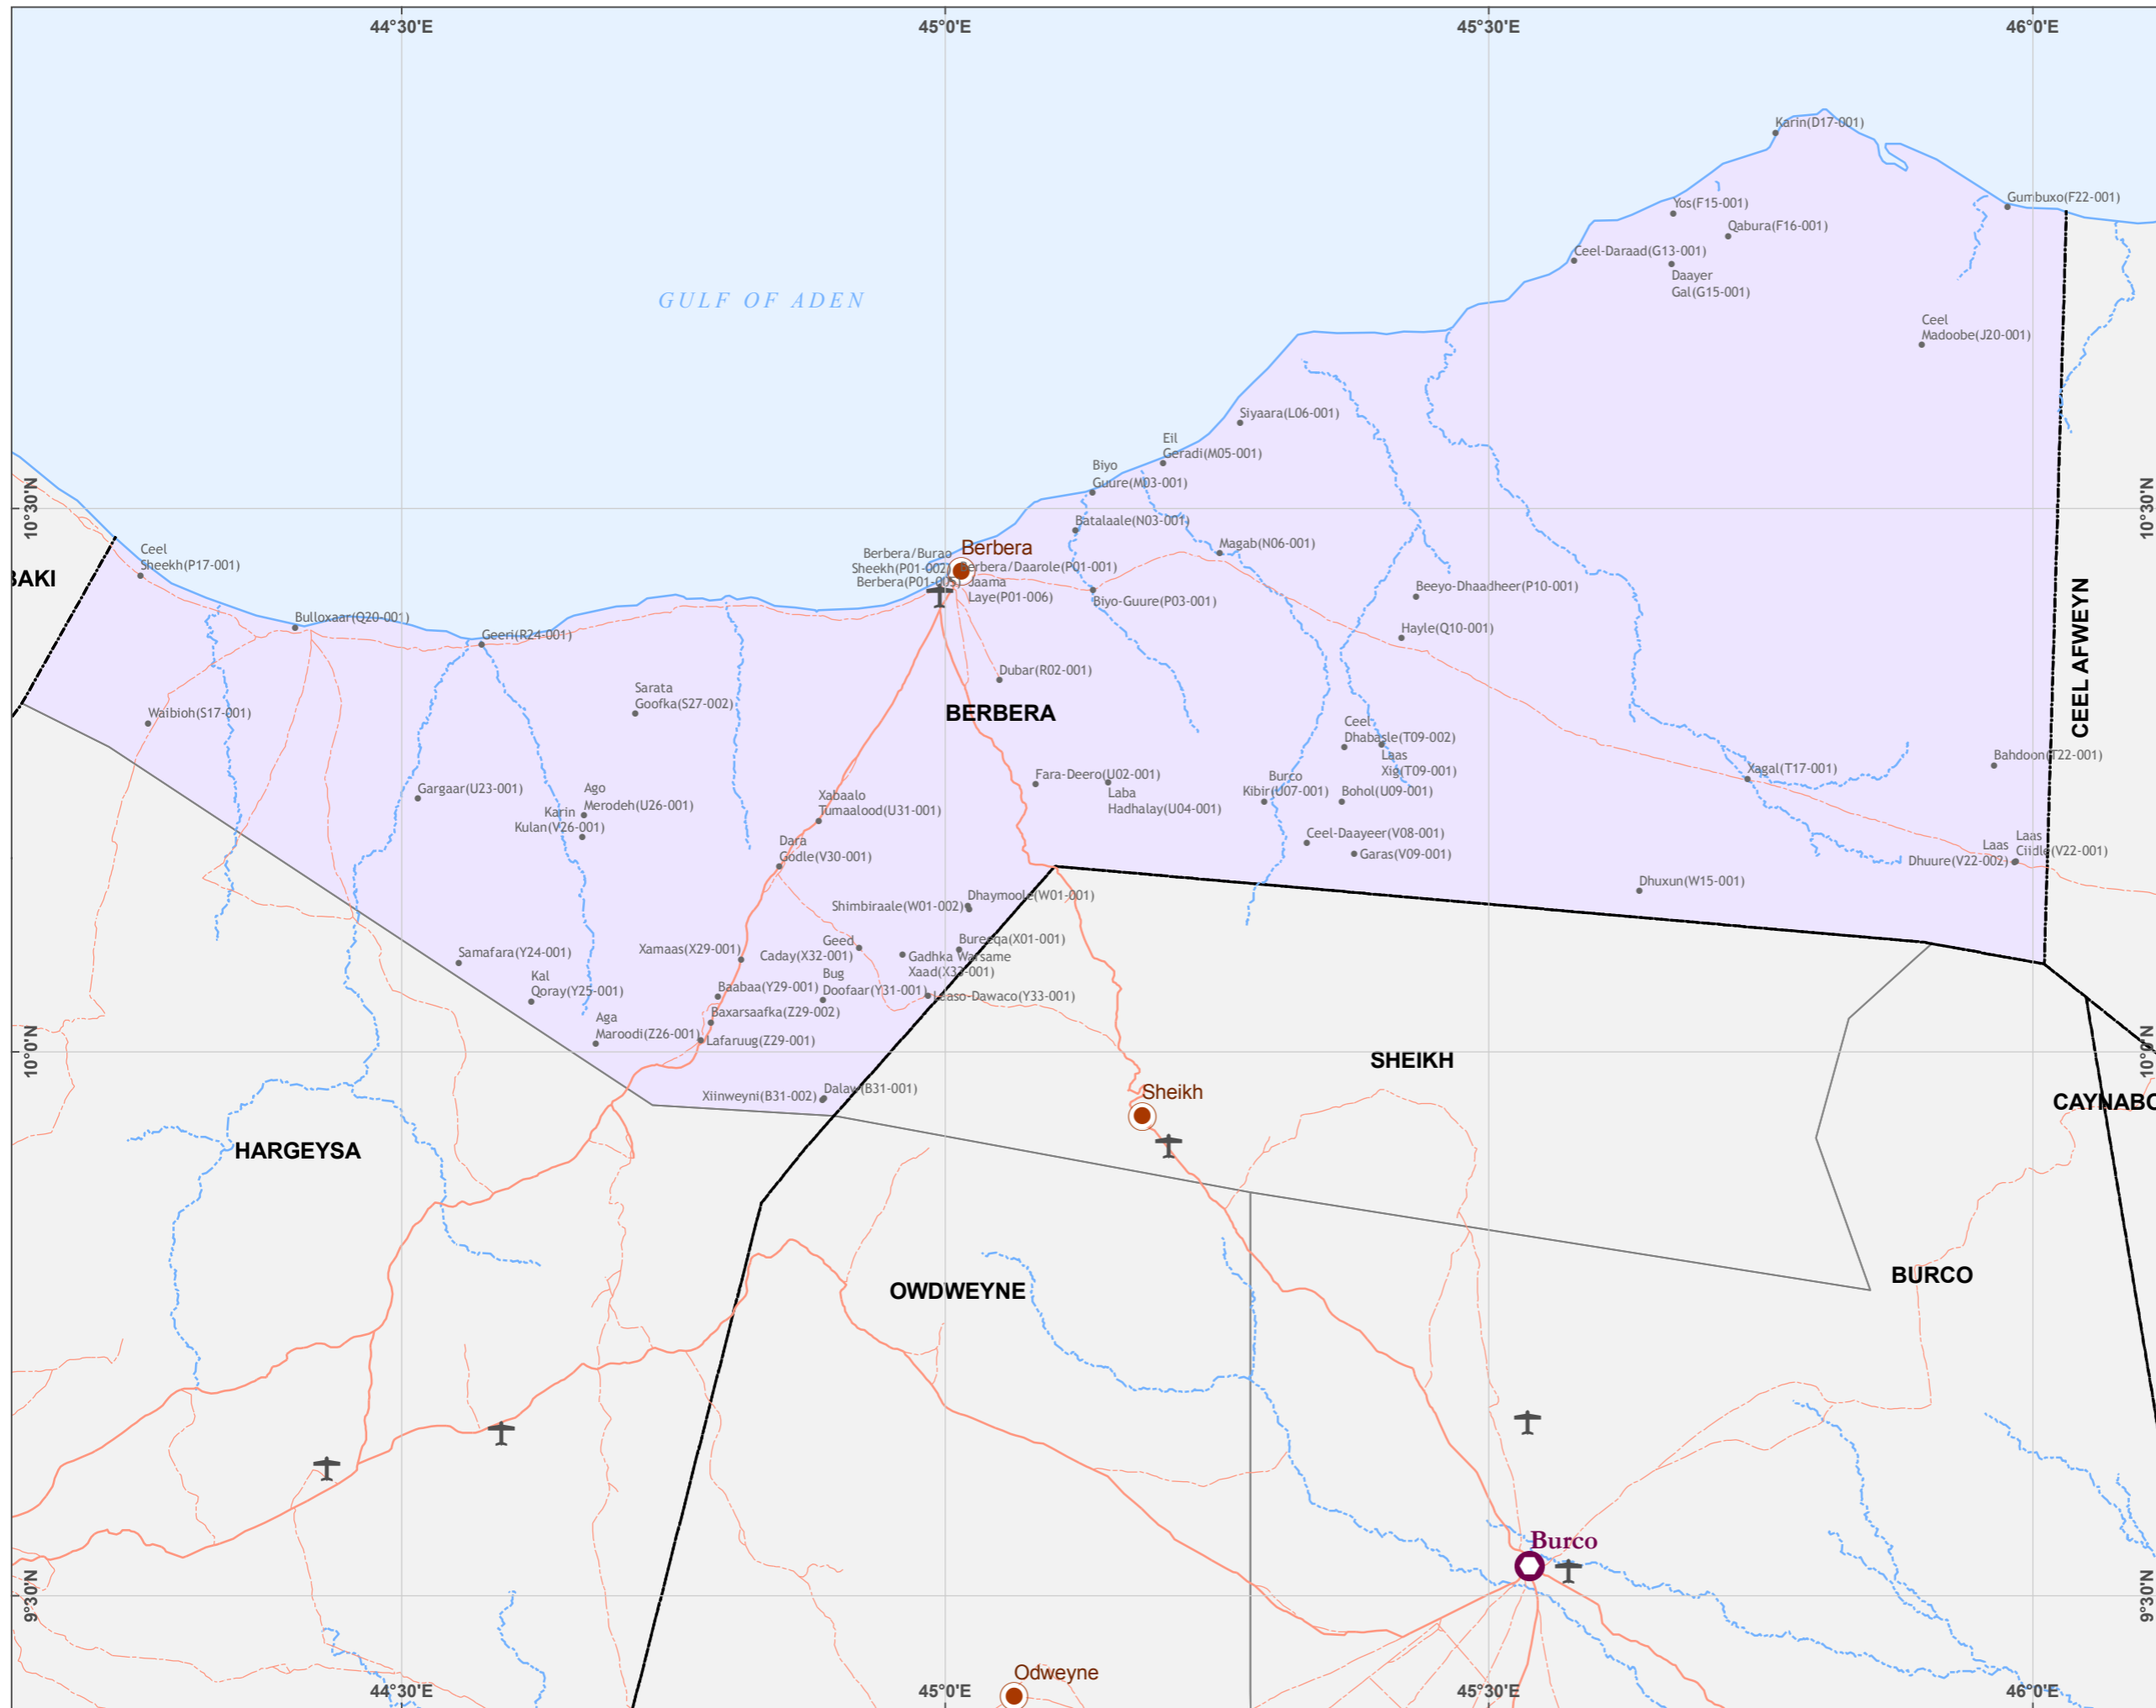 44°30'E
45°0'E
45°30'E
46°0'E
Karin(D17-001)
Gumbuxo(F22-001)
Yos(F15-001)
Qabura(F16-001)
Ceel-Daraad(G13-001)
Daayer
Gal(G15-001)
GULF OF ADEN
Ceel
Madoobe(J20-001)
Siyaara(L06-001)
Eil
Geradi(M05-001)
Biyo
Guure(M03-001)
10°30'N
10°30'N
Batalaale(N03-001)
Magab(N06-001)
Berbera
Berbera/Burao
Sheekh(P01-002)
Berbera/Daarole(P01-001)
Berbera(P01-005)
Jaama
Laye(P01-006)
Ceel
Sheekh(P17-001)
BAKI
Beeyo-Dhaadheer(P10-001)
Biyo-Guure(P03-001)
Bulloxaar(Q20-001)
Geeri(R24-001)
Hayle(Q10-001)
CEEL AFWEYN
Dubar(R02-001)
Sarata
Goofka(S27-002)
BERBERA
Waibioh(S17-001)
Ceel
Dhabasle(T09-002)
Laas
Xig(T09-001)
Bahdoon(T22-001)
Xagal(T17-001)
Fara-Deero(U02-001)
Laba
Hadhalay(U04-001)
Burco
Kibir(U07-001)
Bohol(U09-001)
Gargaar(U23-001)
Ago
Merodeh(U26-001)
Karin
Kulan(V26-001)
Xabaalo
Tumaalood(U31-001)
Dara
Godle(V30-001)
Ceel-Daayeer(V08-001)
Garas(V09-001)
Laas
Ciidle(V22-001)
Laas
Dhuure(V22-002)
Dhuxun(W15-001)
Dhaymoole(W01-001)
Shimbiraale(W01-002)
Bureeqa(X01-001)
Geed
Caday(X32-001)
Gadhka Warsame
Xaad(X33-001)
Xamaas(X29-001)
Samafara(Y24-001)
Kal
Qoray(Y25-001)
Baabaa(Y29-001)
Bug
Doofaar(Y31-001)
Laaso-Dawaco(Y33-001)
Baxarsaafka(Z29-002)
Aga
Maroodi(Z26-001)
Lafaruug(Z29-001)
10°0'N
10°0'N
SHEIKH
Xiinweyni(B31-002)
Dalaw(B31-001)
Sheikh
CAYNABO
HARGEYSA
OWDWEYNE
BURCO
Burco
9°30'N
9°30'N
Odweyne
44°30'E
45°0'E
45°30'E
46°0'E